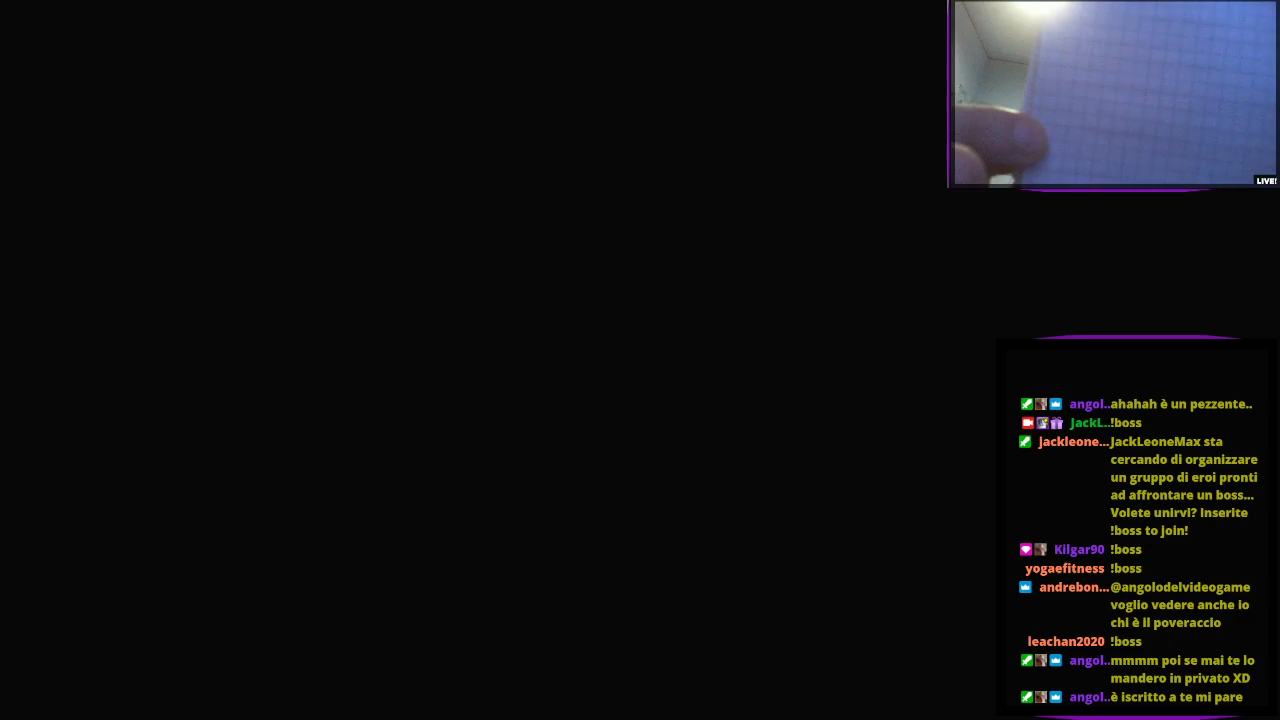 LIVE!
angol..ahahah è un pezzente..
JackL..!boss
jackleone...JackLeoneMax sta
cercando di organizzare
un gruppo di eroi pronti
ad affrontare un boss...
Volete unirvi? Inserite
!boss to join!
Kilgar90 !boss
yogaefitness !boss
andrebon...@angolodelvideogame
voglio vedere anche io
chi è il poveraccio
leachan2020 !boss
angol..mmmm poi se mai te lo
mandero in privato XD
angol..è iscritto a te mi pare